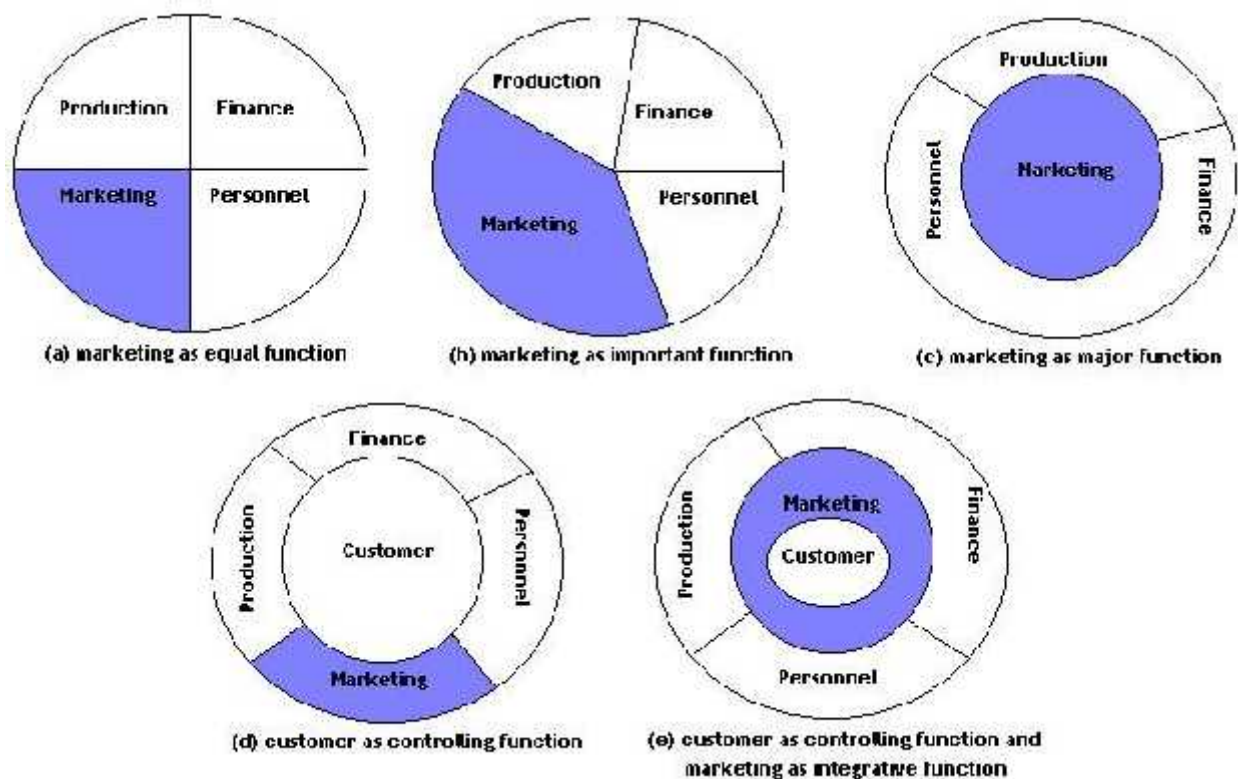 Production
Finance
Marketing
Personnel
(a) marketing as equal function
Production
Finance
Marketing
Personnel
(b) marketing as important function
Production
Personnel
Marketing
Finance
(c) marketing as major function
Finance
Production
Customer
Personnel
Marketing
(d) customer as controlling function
Production
Marketing
Customer
Finance
Personnel
(e) customer as controlling function and
marketing as integrative function